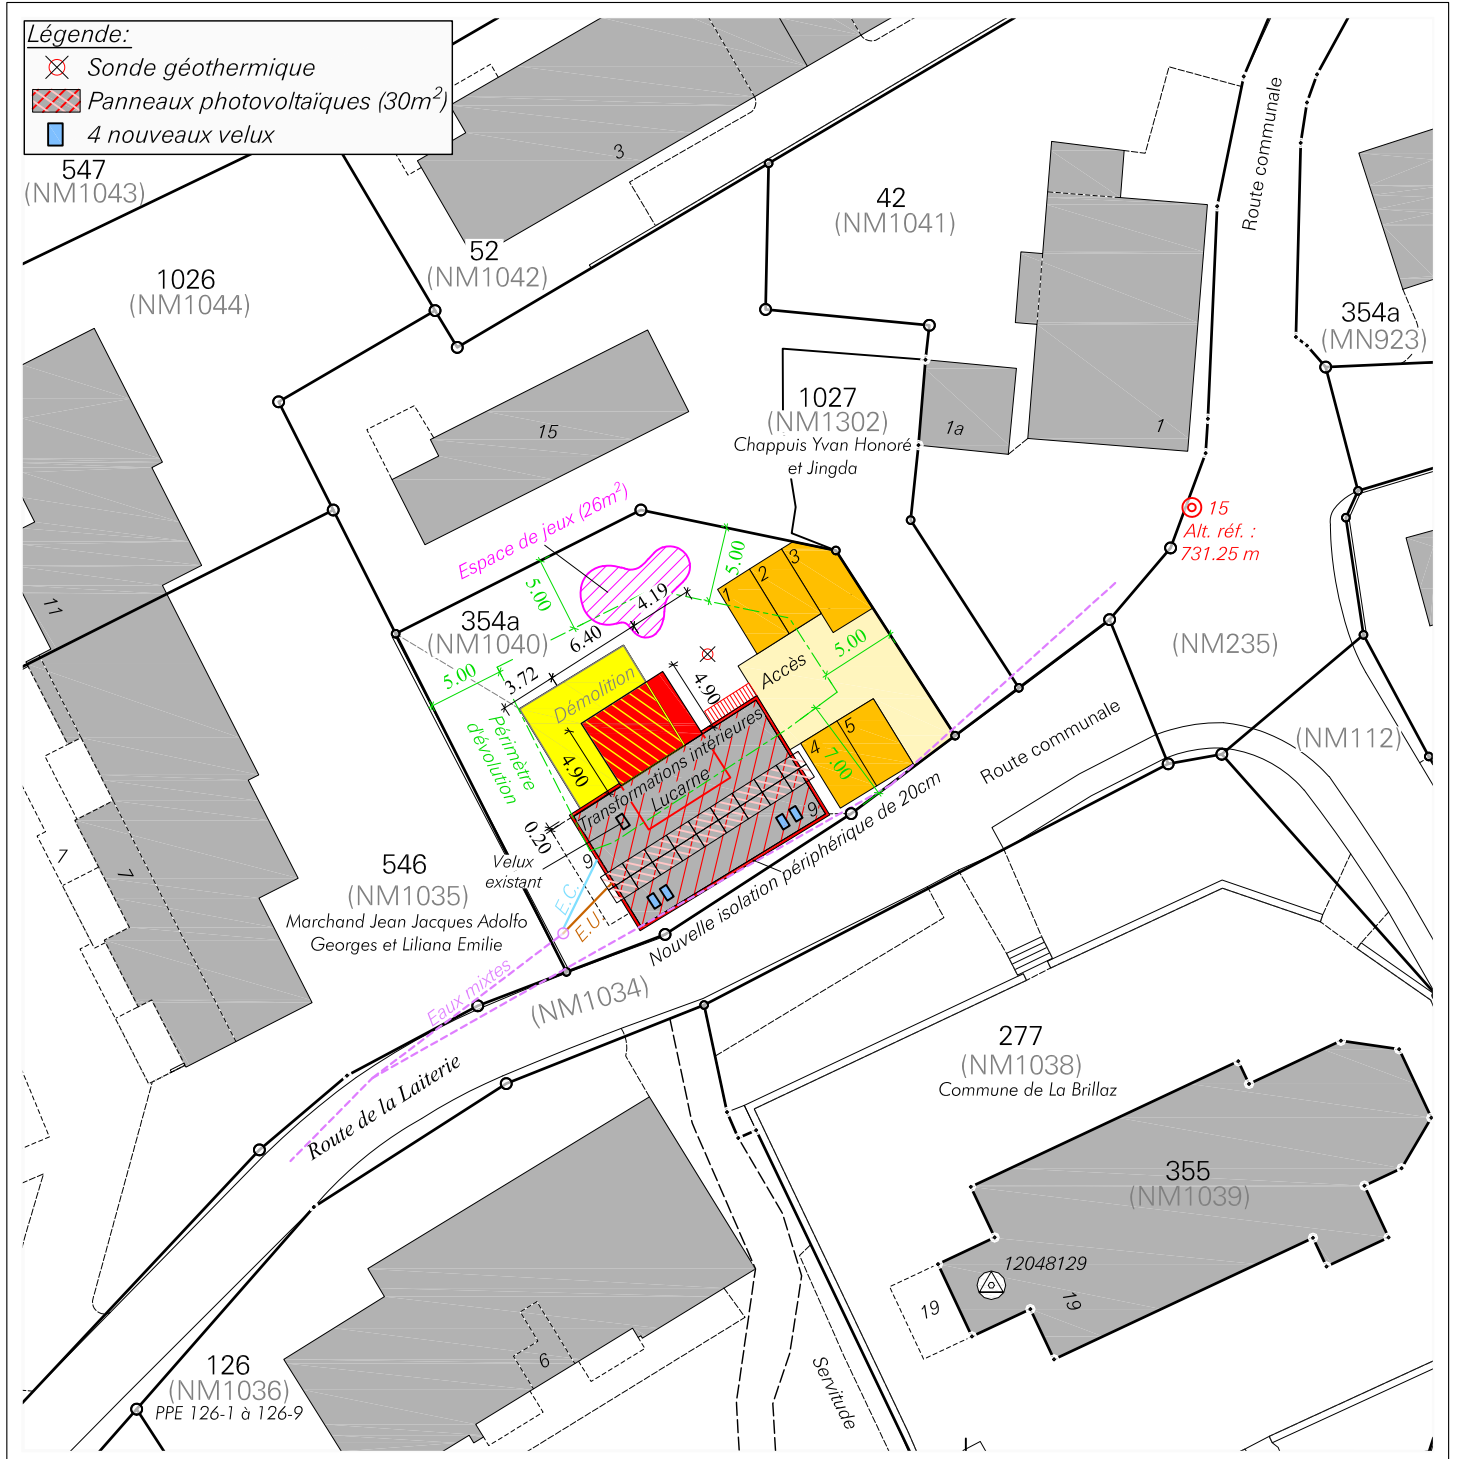 Légende:
Sonde géothermique
Panneaux photovoltaïques (30m²)
4 nouveaux velux
547
(NM1043)
3
52
(NM1042)
42
(NM1041)
Route communale
1026
(NM1044)
354a
(MN923)
15
1027
(NM1302)
Chappuis Yvan Honoré
et Jingda
1a
1
15
Alt. réf. :
731.25 m
Espace de jeux (26m²)
5.00
5.00
4.19
6.40
3.72
354a
(NM1040)
5.00
1
2
3
Accès
5.00
4.90
Démolition
Périmètre
d'évolution
4.90
Transformations intérieures
Lucarne
4
5
7.00
0.20
9
9
Velux
existant
E.C.
E.U.
Nouvelle isolation périphérique de 20cm
Route communale
(NM235)
(NM112)
11
7
7
546
(NM1035)
Marchand Jean Jacques Adolfo
Georges et Liliana Emilie
Eaux mixtes
(NM1034)
Route de la Laiterie
277
(NM1038)
Commune de La Brillaz
355
(NM1039)
12048129
19
19
6
126
(NM1036)
PPE 126-1 à 126-9
Servitude